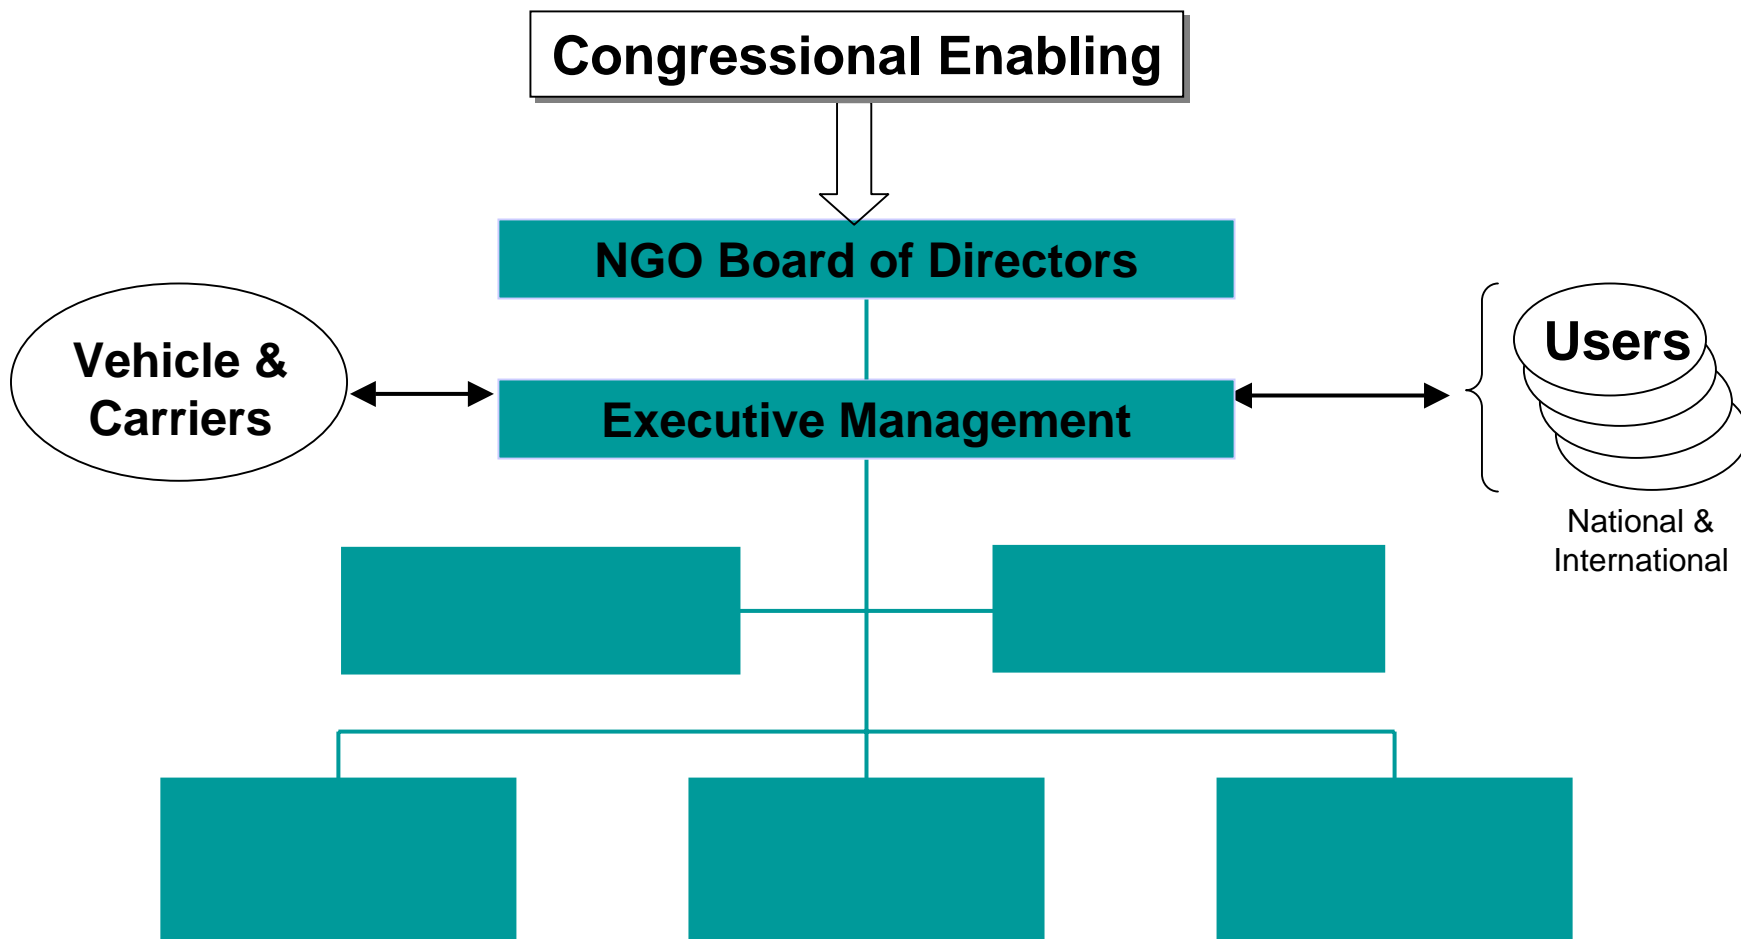 Congressional Enabling
NGO Board of Directors
Vehicle &
Carriers
Executive Management
Users
National &
International